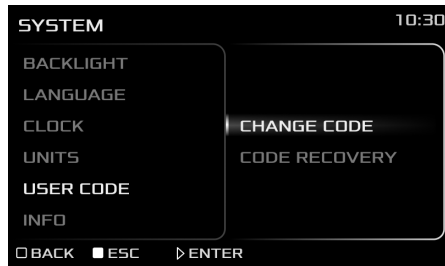 SYSTEM 10:30
BACKLIGHT
LANGUAGE
CLOCK
UNITS
USER CODE
INFO
CHANGE CODE
CODE RECOVERY
BACK ESC ENTER